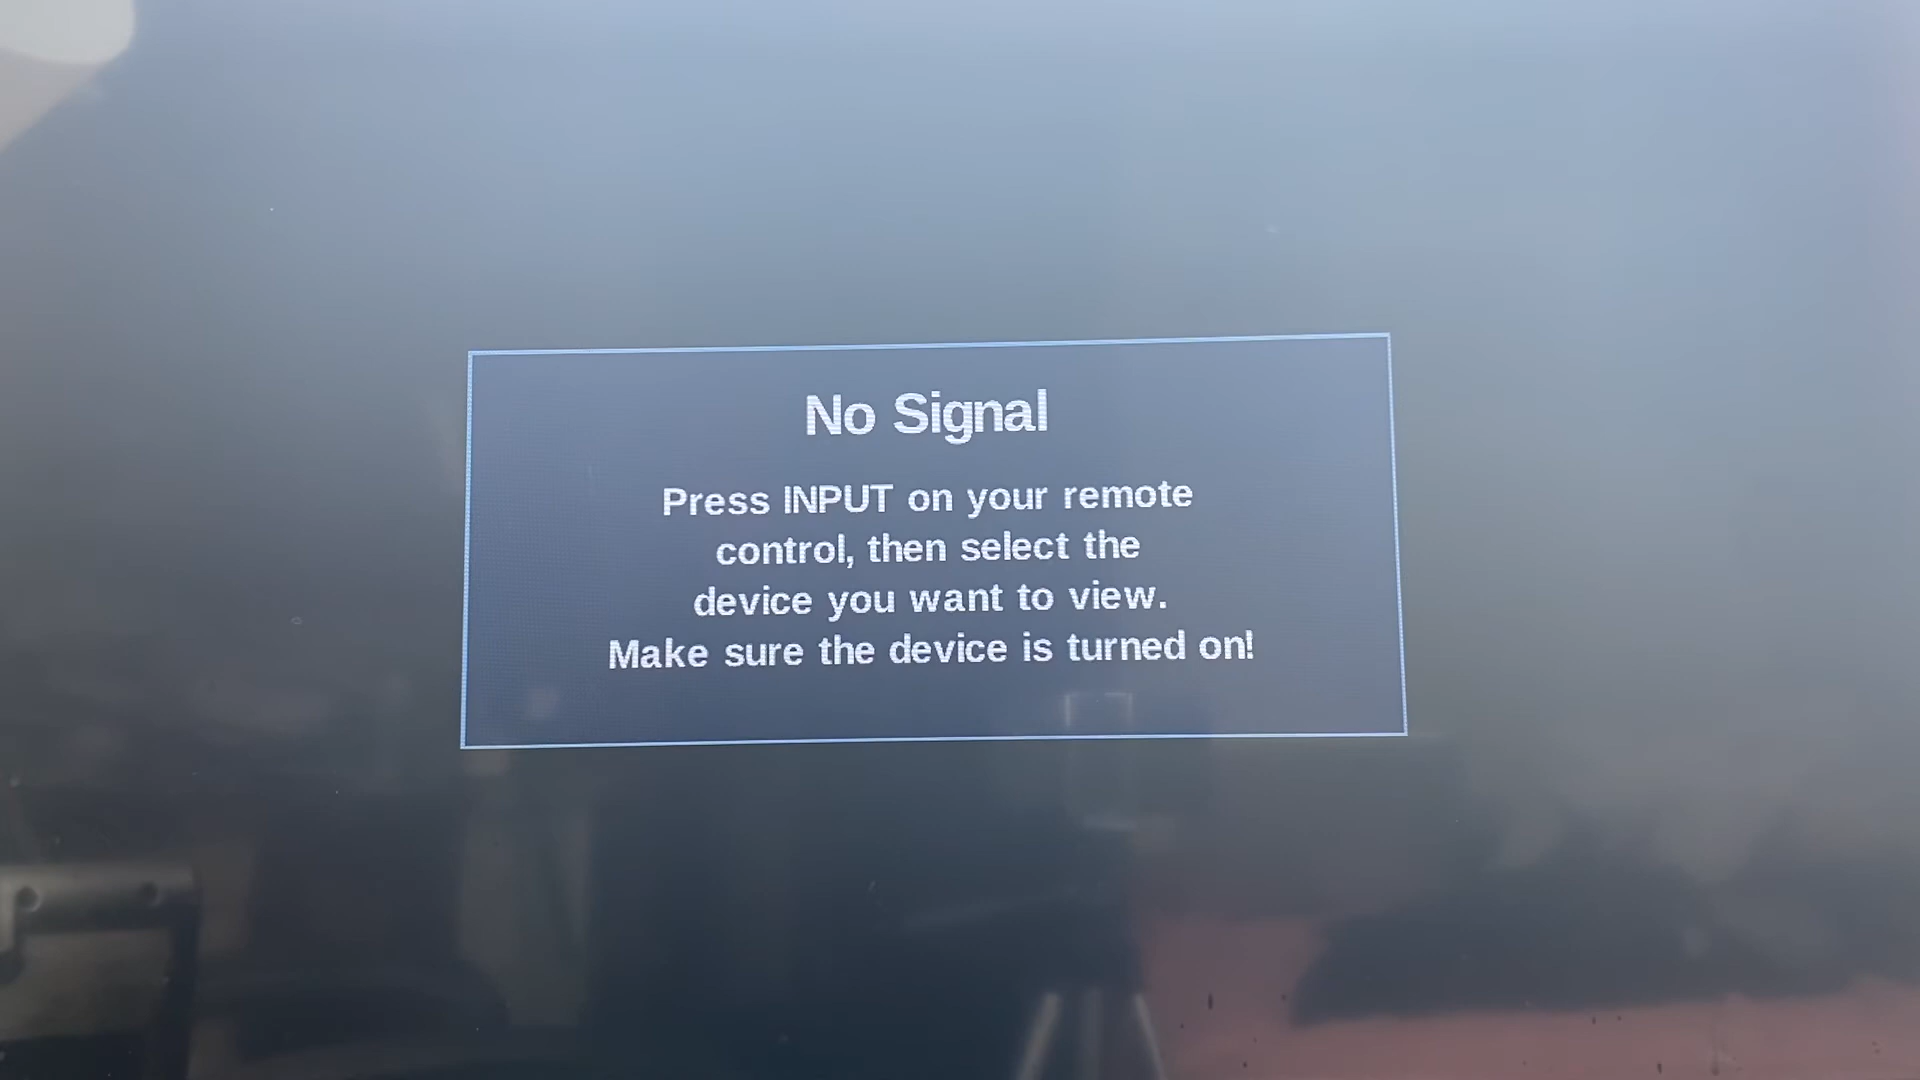 No Signal
Press INPUT on your remote
control, then select the
device you want to view.
Make sure the device is turned on!